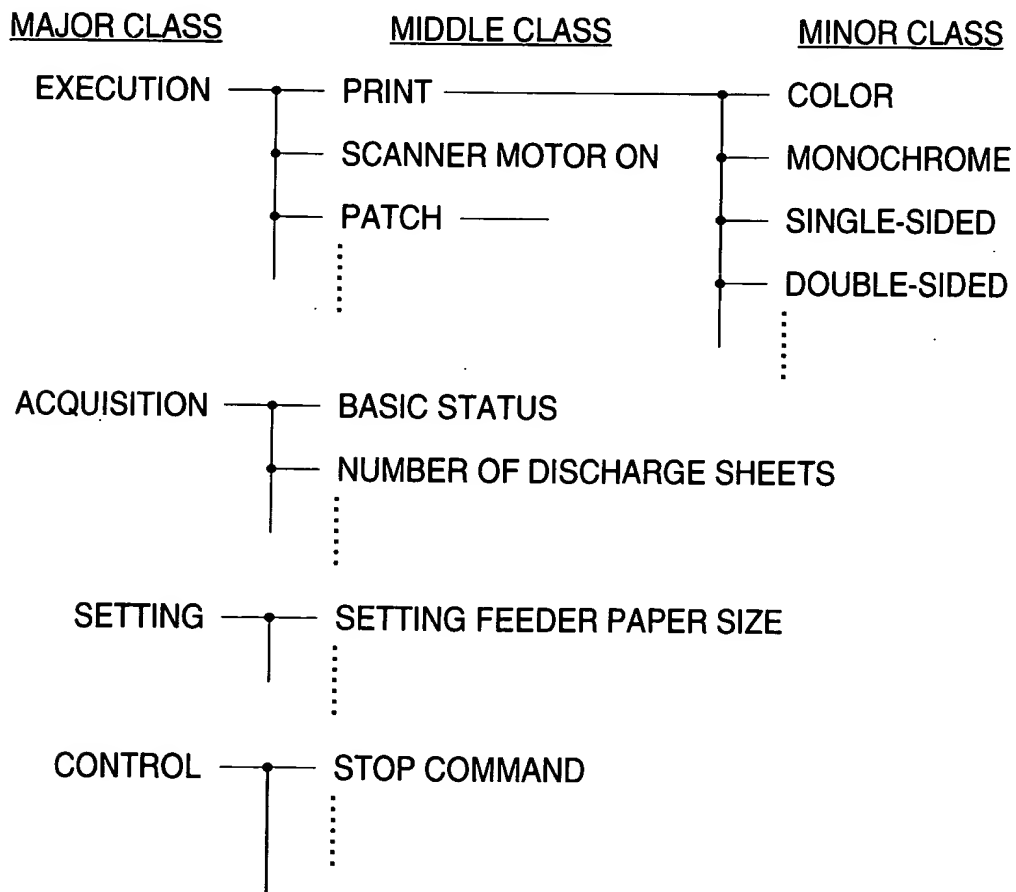 MAJOR CLASS MIDDLE CLASS MINOR CLASS
EXECUTION PRINT COLOR
SCANNER MOTOR ON MONOCHROME
PATCH SINGLE-SIDED
DOUBLE-SIDED
ACQUISITION BASIC STATUS
NUMBER OF DISCHARGE SHEETS
SETTING SETTING FEEDER PAPER SIZE
CONTROL STOP COMMAND